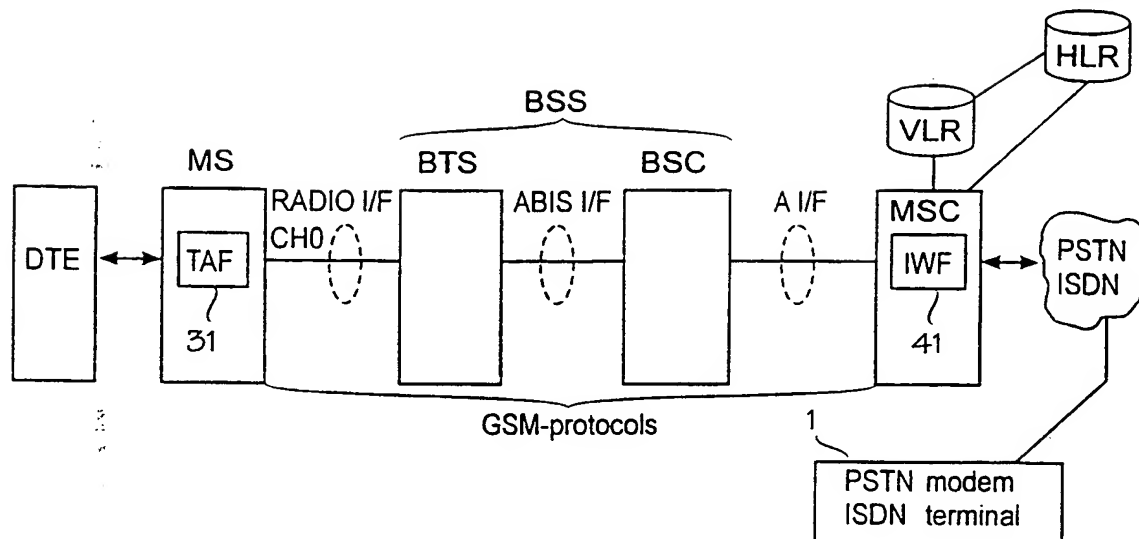 HLR
BSS
VLR
MS
BTS
BSC
RADIO I/F
CH0
ABIS I/F
A I/F
MSC
DTE
TAF
IWF
PSTN
ISDN
31
41
GSM-protocols
1
PSTN modem
ISDN terminal